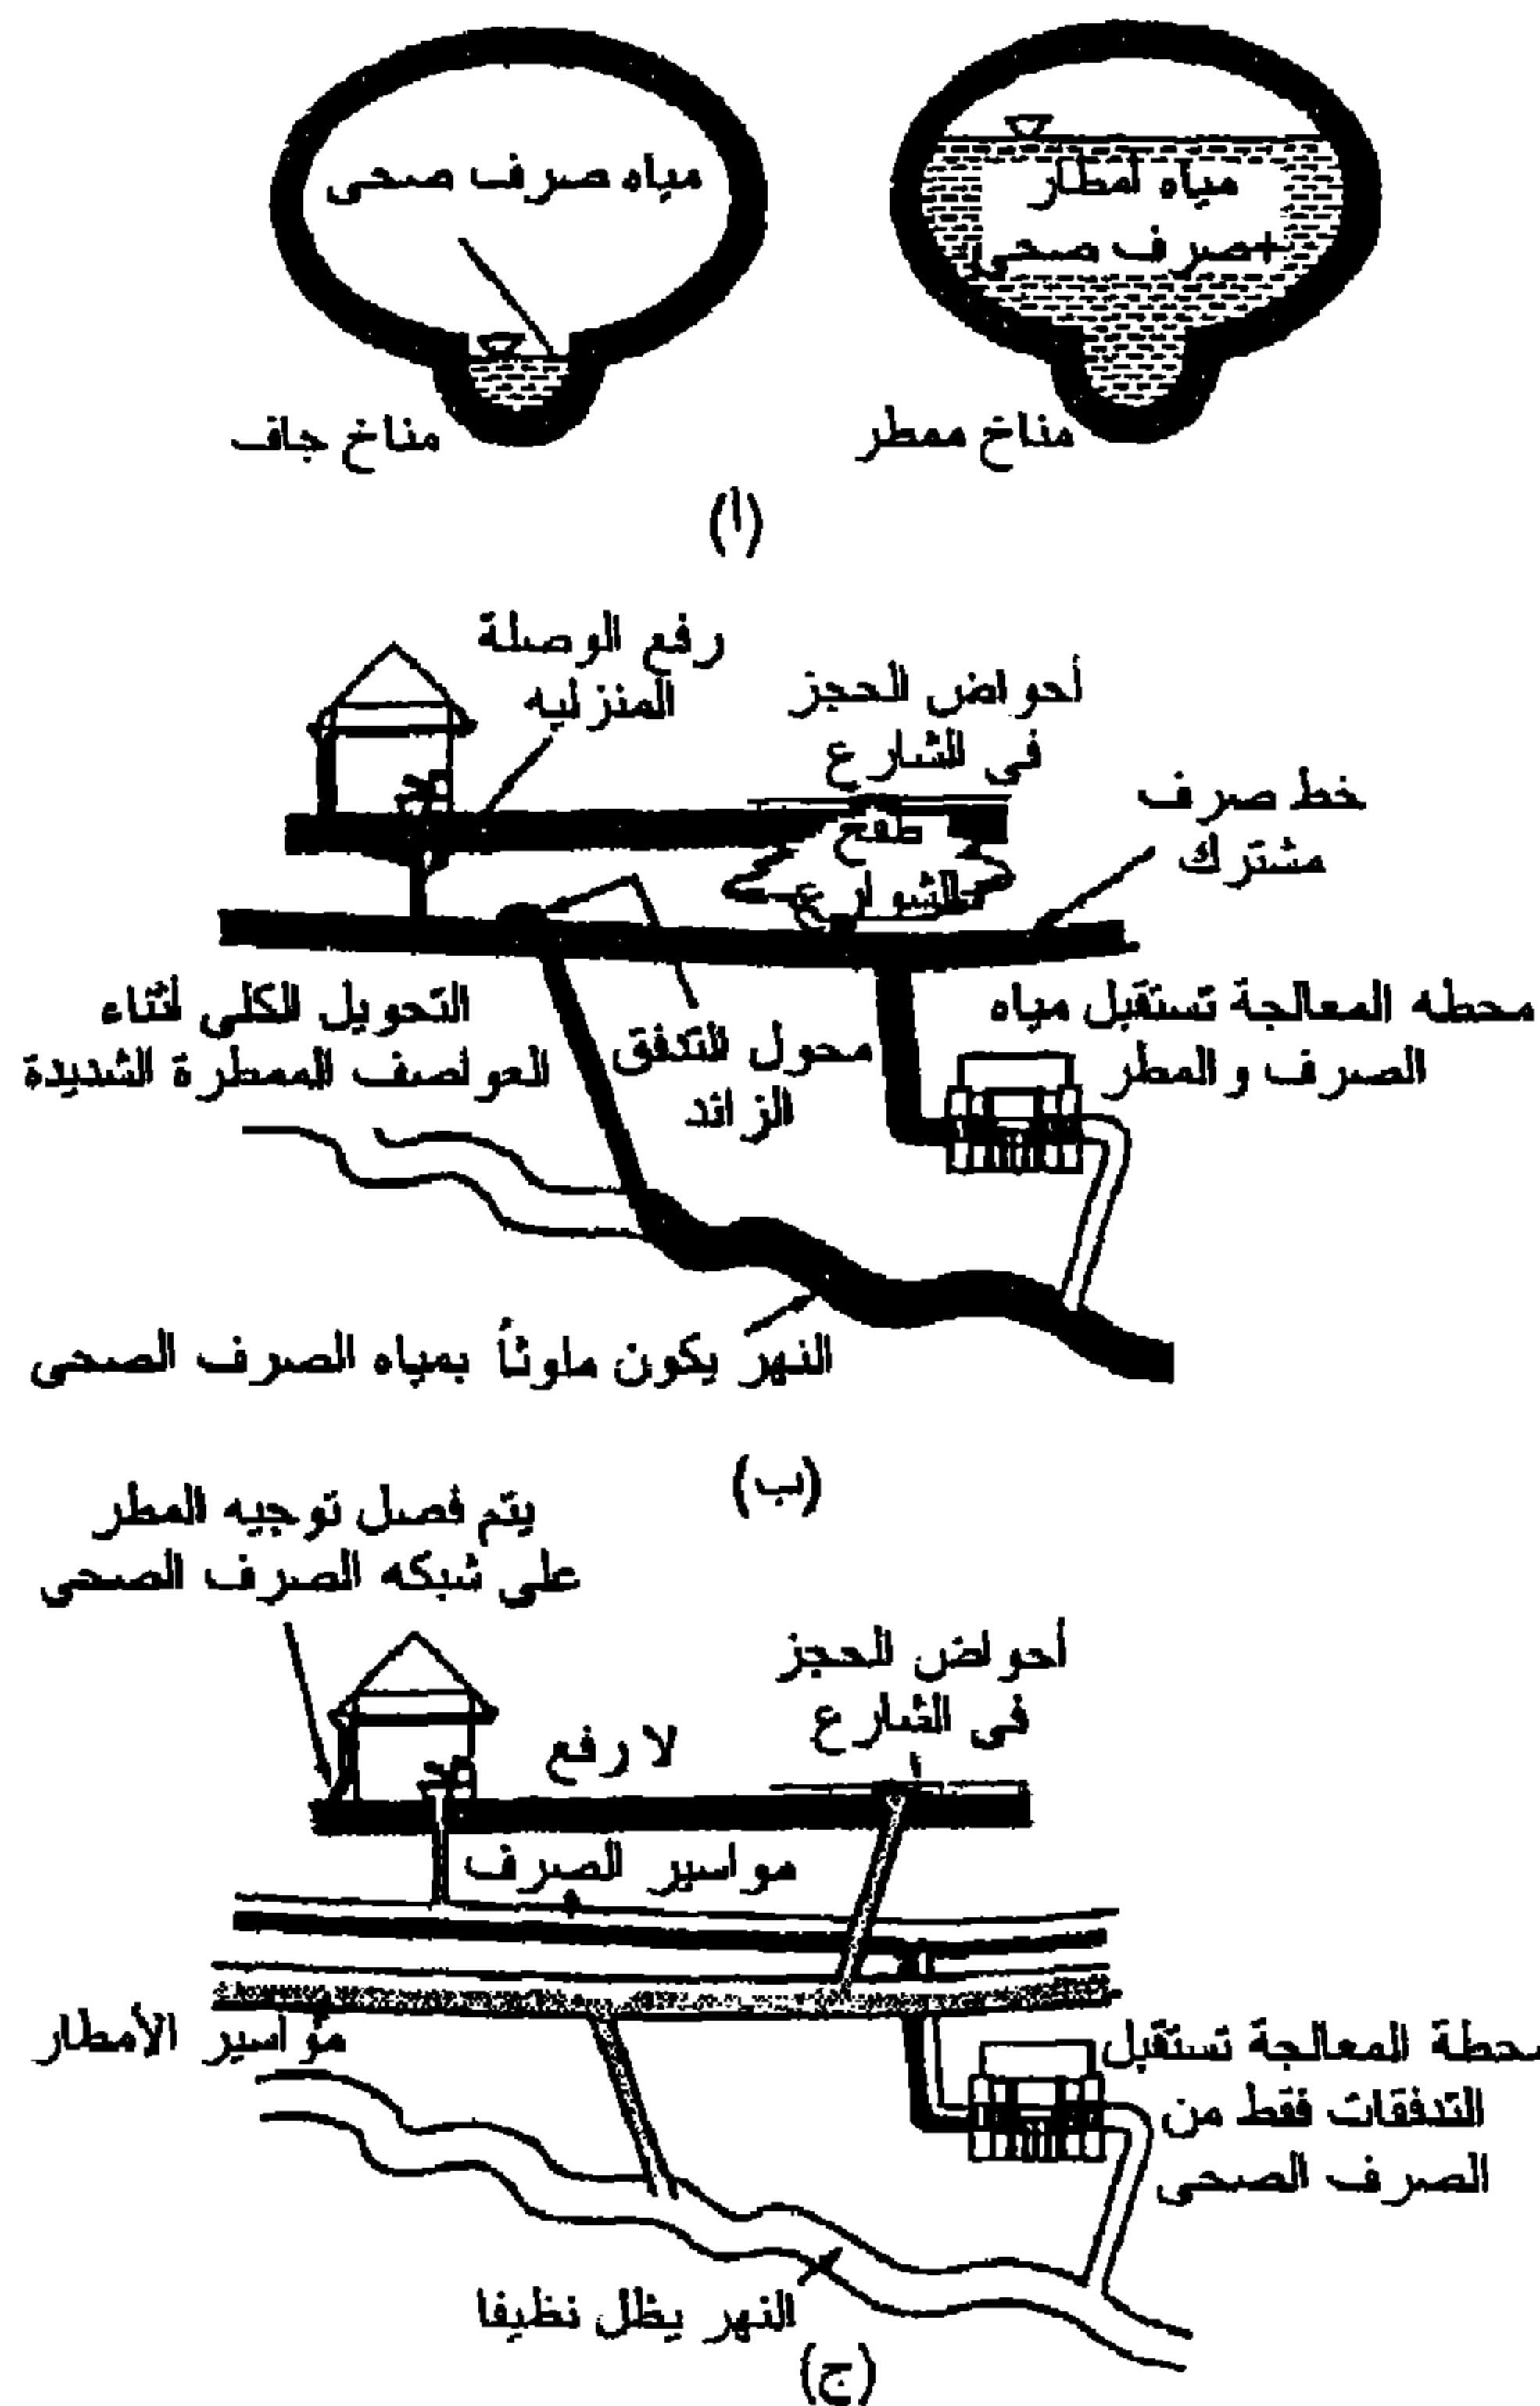 مياه صرف صحى
مياه أمطار
+صرف صحى
مناخ جاف
مناخ ممطر
(أ)
رفع الوصلة
المنزليه
أحواض الحجز
فى الشارع
خط صرف
مشترك
طفح
الشوارع
التحويل الكلى أثناء
العواصف الممطرة الشديدة
محول التدفق
الزائد
محطه المعالجة تستقبل مياه
الصرف والمطر
النهر يكون ملوثاً بمياه الصرف الصحى
(ب)
يتم فصل توجيه المطر
على شبكه الصرف الصحى
أحواض الحجز
فى الشارع
لا رفع
مواسير الصرف
مواسير الأمطار
محطة المعالجة تستقبل
التدفقات فقط من
الصرف الصحى
النهر يظل نظيفا
(ج)